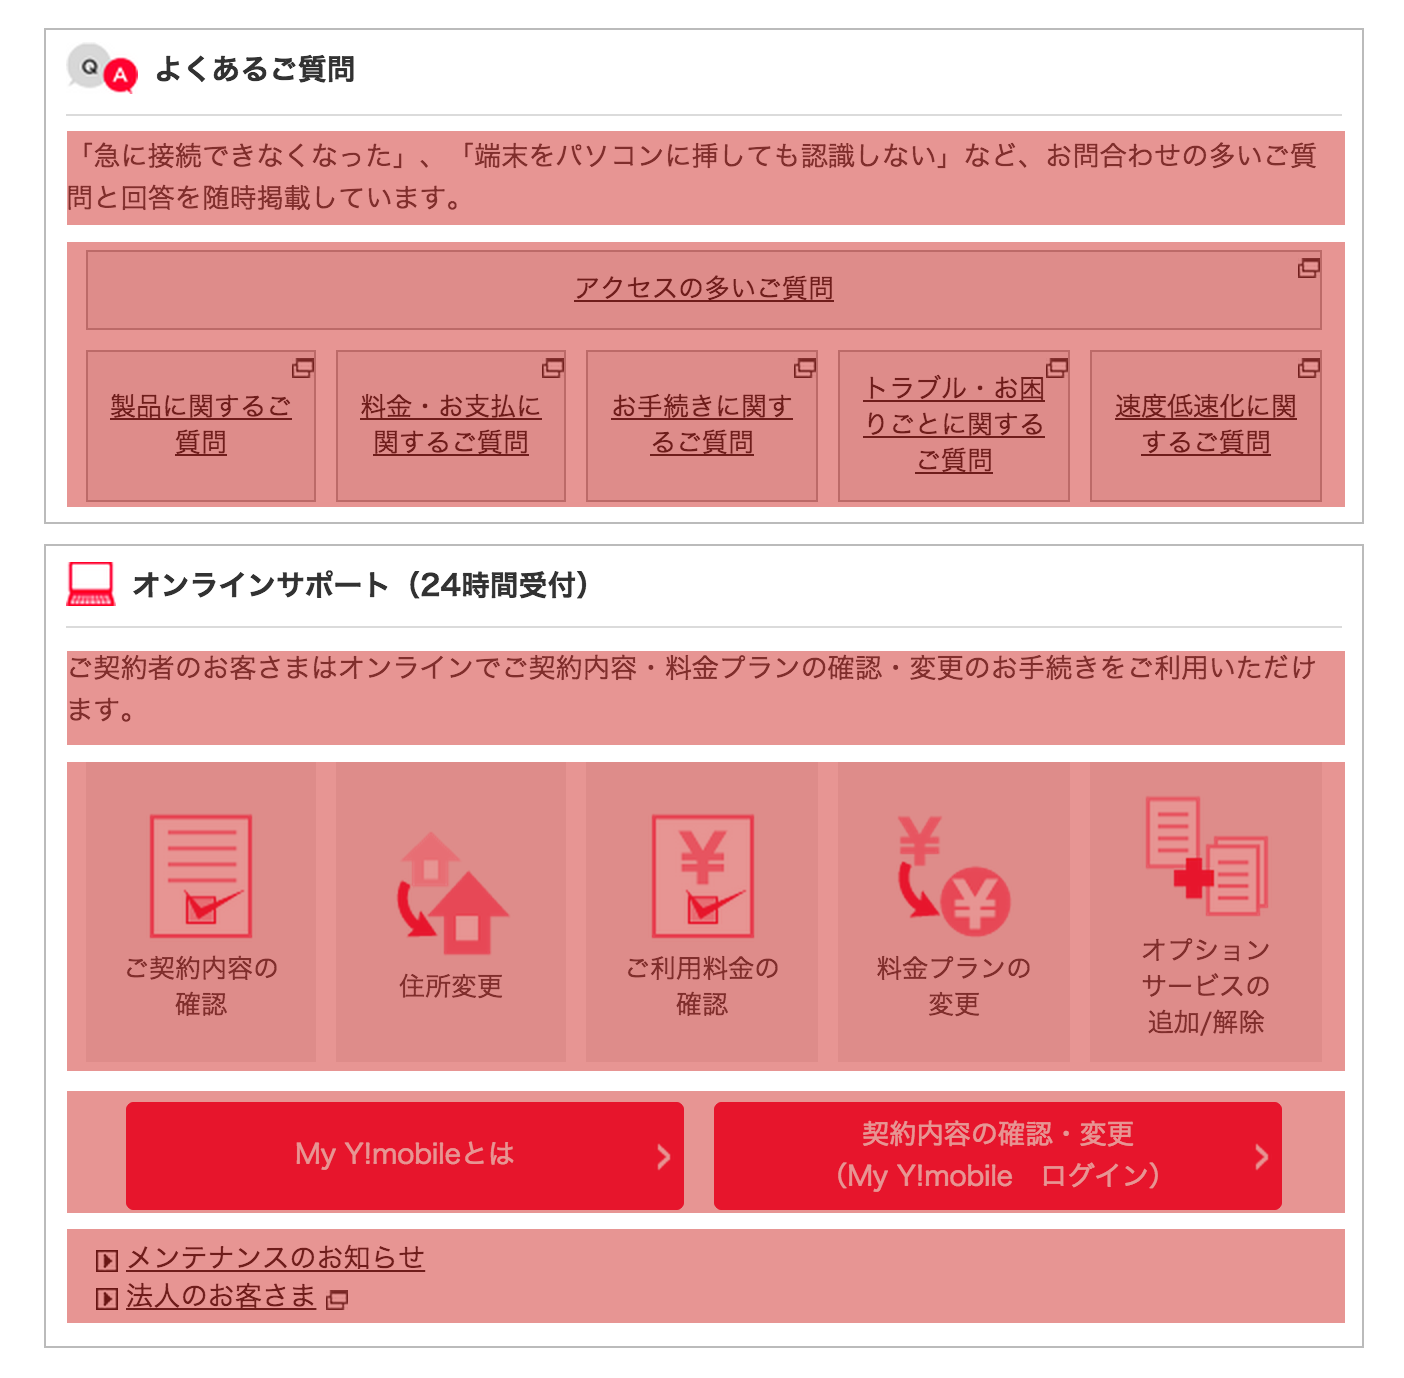 Q A よくあるご質問
「急に接続できなくなった」、「端末をパソコンに挿しても認識しない」など、お問合わせの多いご質
問と回答を随時掲載しています。
アクセスの多いご質問
製品に関するご
質問
料金・お支払に
関するご質問
お手続きに関す
るご質問
トラブル・お困
りごとに関する
ご質問
速度低速化に関
するご質問
オンラインサポート（24時間受付）
ご契約者のお客さまはオンラインでご契約内容・料金プランの確認・変更のお手続きをご利用いただけ
ます。
ご契約内容の
確認
住所変更
¥
ご利用料金の
確認
¥
¥
料金プランの
変更
オプション
サービスの
追加/解除
My Y!mobileとは
契約内容の確認・変更
（My Y!mobile　ログイン）
メンテナンスのお知らせ
法人のお客さま